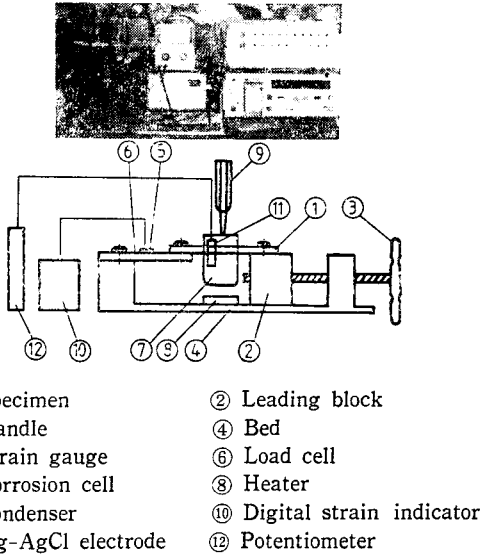 ⑥ ⑤ ⑨
⑪ ① ③
⑫ ⑩ ⑦ ⑧ ④ ② 
pecimen ② Leading block
andle ④ Bed
rain gauge ⑥ Load cell
orrosion cell ⑧ Heater
ondenser ⑩ Digital strain indicator
g-AgCl electrode ⑫ Potentiometer